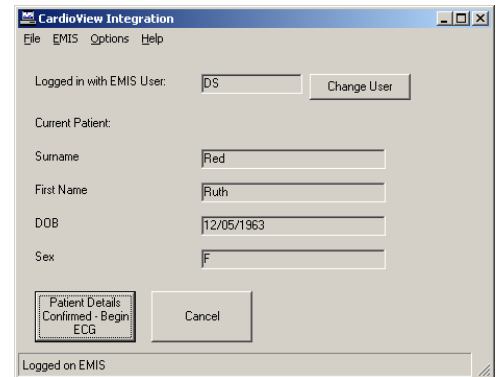 CardioView Integration
File EMIS Options Help
Logged in with EMIS User: DS Change User
Current Patient:
Surname Red
First Name Ruth
DOB 12/05/1963
Sex F
Patient Details
Confirmed - Begin
ECG
Cancel
Logged on EMIS